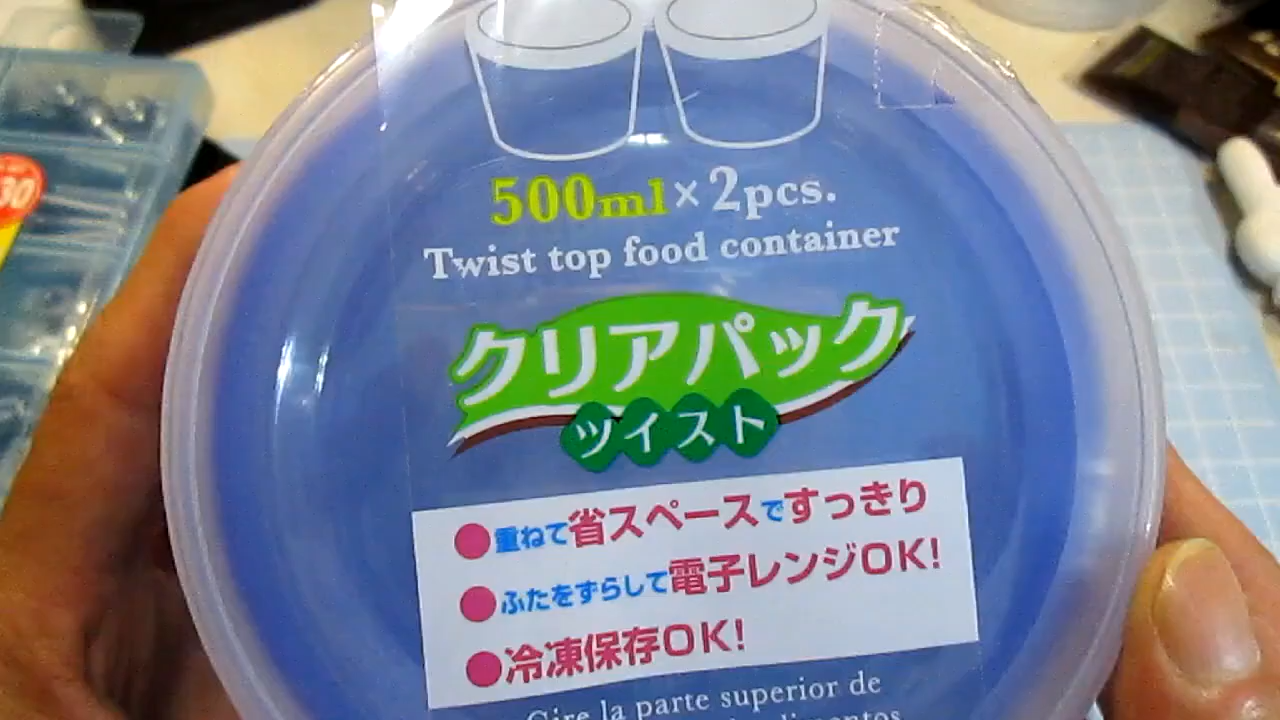 500ml×2pcs.
Twist top food container
クリアパック
ツイスト
●重ねて省スペースですっきり
●ふたをずらして電子レンジOK!
●冷凍保存OK!
Gire la parte superior de
30